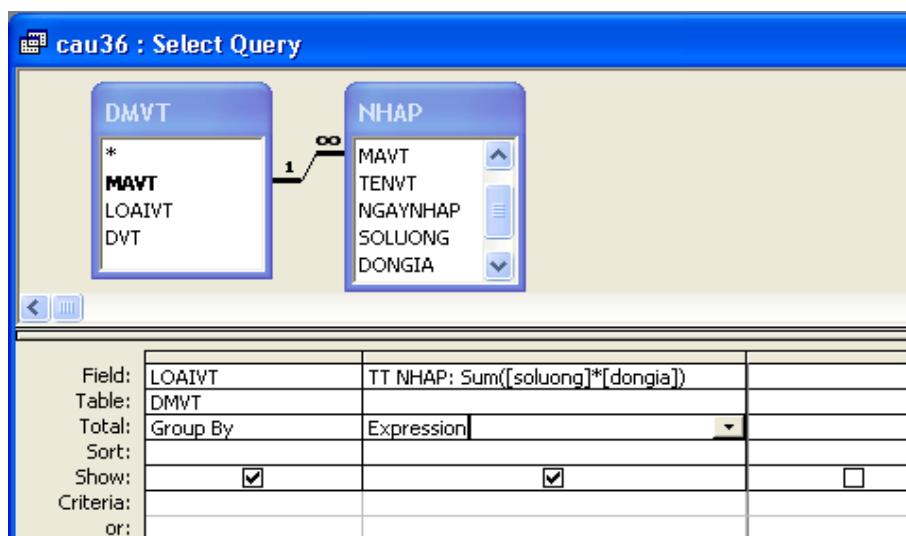 cau36 : Select Query
DMVT
*
MAVT
LOAIVT
DVT
1
∞
NHAP
MAVT
TENVT
NGAYNHAP
SOLUONG
DONGIA
Field: LOAIVT TT NHAP: Sum([soluong]*[dongia])
Table: DMVT
Total: Group By Expression
Sort:
Show:
Criteria:
or: